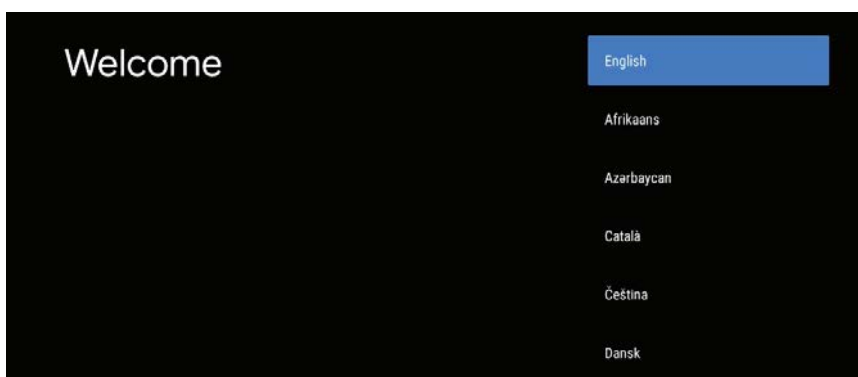 Welcome
English
Afrikaans
Azərbaycan
Català
Čeština
Dansk